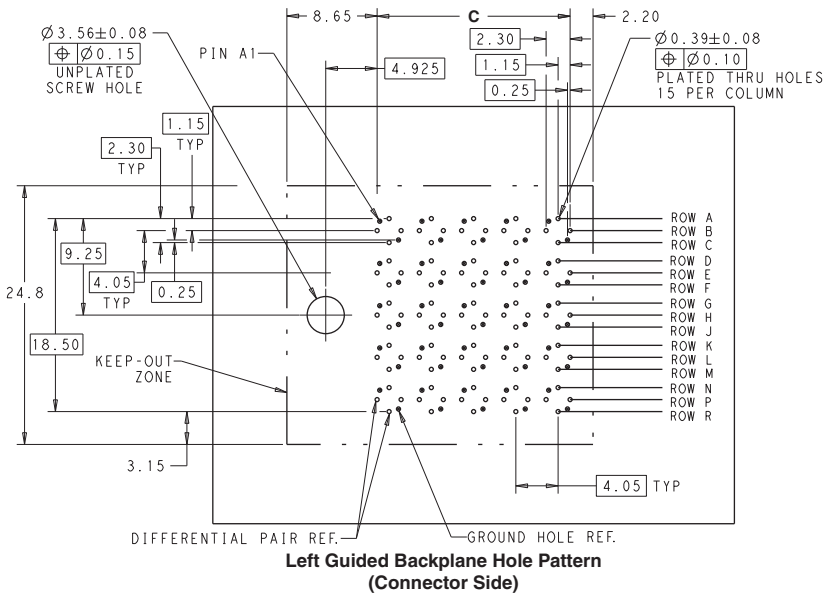 8.65
C
2.20
Ø3.56±0.08
⌖ Ø0.15
UNPLATED
SCREW HOLE
PIN A1
4.925
2.30
1.15
0.25
Ø0.39±0.08
⌖ Ø0.10
PLATED THRU HOLES
15 PER COLUMN
1.15
TYP
2.30
TYP
9.25
4.05
TYP
0.25
24.8
18.50
KEEP-OUT
ZONE
3.15
ROW A
ROW B
ROW C
ROW D
ROW E
ROW F
ROW G
ROW H
ROW J
ROW K
ROW L
ROW M
ROW N
ROW P
ROW R
4.05 TYP
DIFFERENTIAL PAIR REF.
GROUND HOLE REF.
Left Guided Backplane Hole Pattern
(Connector Side)